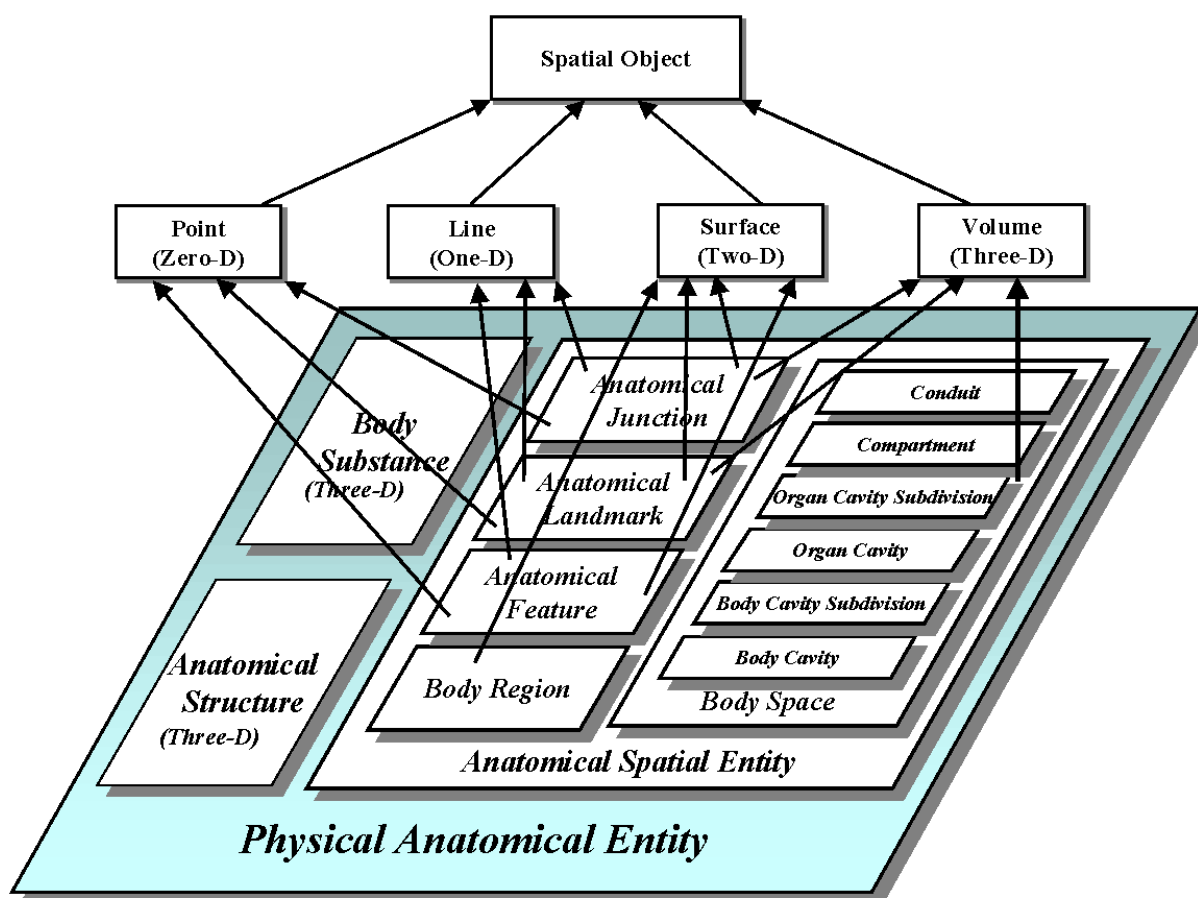 Spatial Object
Point
(Zero-D)
Line
(One-D)
Surface
(Two-D)
Volume
(Three-D)
Body
Substance
(Three-D)
Anatomical
Structure
(Three-D)
Anatomical
Junction
Anatomical
Landmark
Anatomical
Feature
Body Region
Conduit
Compartment
Organ Cavity Subdivision
Organ Cavity
Body Cavity Subdivision
Body Cavity
Body Space
Anatomical Spatial Entity
Physical Anatomical Entity